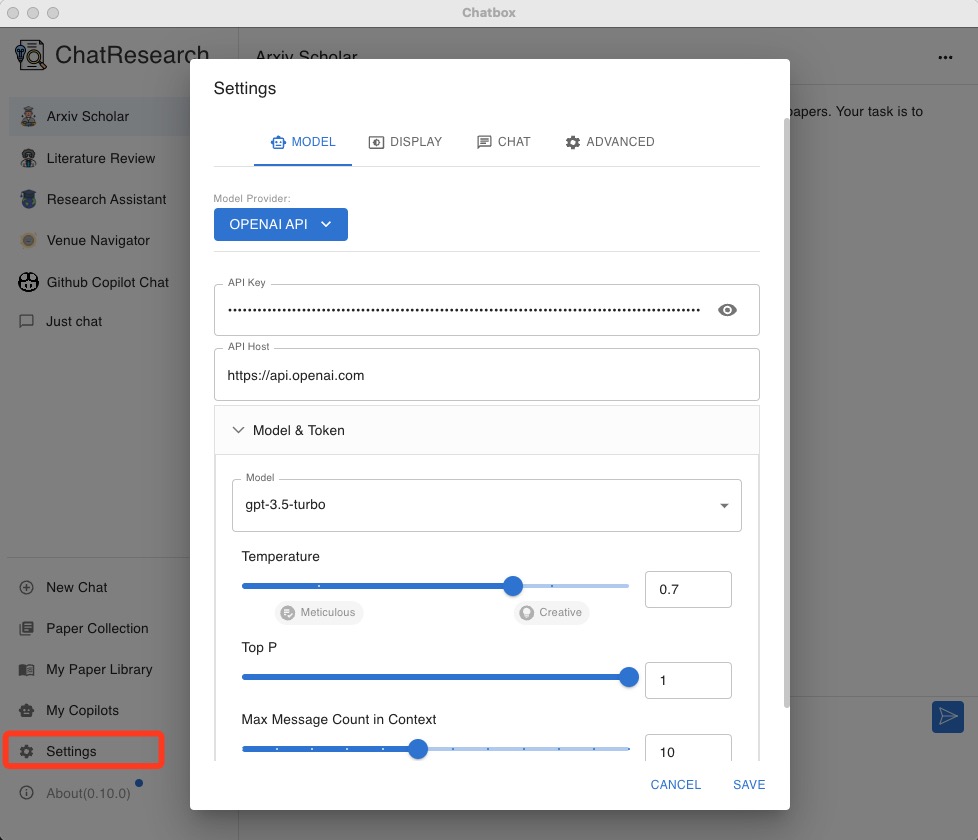 Chatbox
ChatResearch
Arxiv Scholar
Arxiv Scholar
Literature Review
Research Assistant
Venue Navigator
Github Copilot Chat
Just chat
papers. Your task is to
Settings
MODEL DISPLAY CHAT ADVANCED
Model Provider:
OPENAI API
API Key
API Host
https://api.openai.com
Model & Token
Model
gpt-3.5-turbo
Temperature
0.7
Meticulous Creative
Top P
1
Max Message Count in Context
10
CANCEL SAVE
New Chat
Paper Collection
My Paper Library
My Copilots
Settings
About(0.10.0)